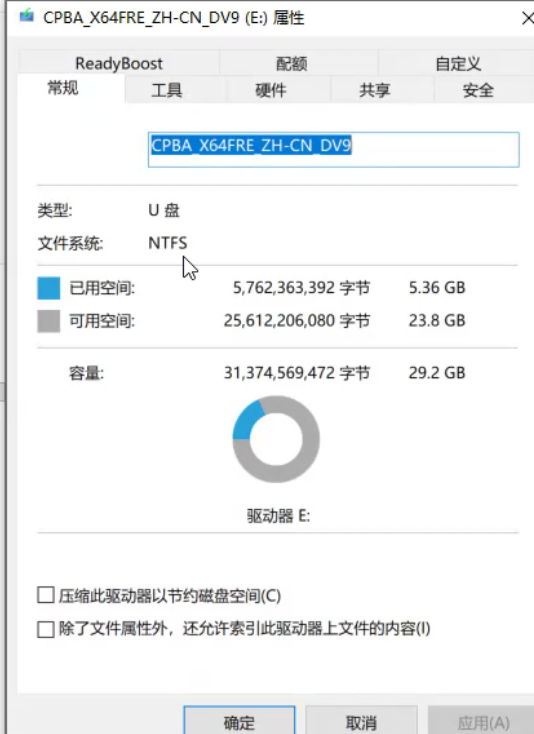 CPBA_X64FRE_ZH-CN_DV9 (E:) 属性
ReadyBoost 配额 自定义
常规 工具 硬件 共享 安全
CPBA_X64FRE_ZH-CN_DV9
类型: U 盘
文件系统: NTFS
已用空间: 5,762,363,392 字节 5.36 GB
可用空间: 25,612,206,080 字节 23.8 GB
容量: 31,374,569,472 字节 29.2 GB
驱动器 E:
压缩此驱动器以节约磁盘空间(C)
除了文件属性外，还允许索引此驱动器上文件的内容(I)
确定 取消 应用(A)